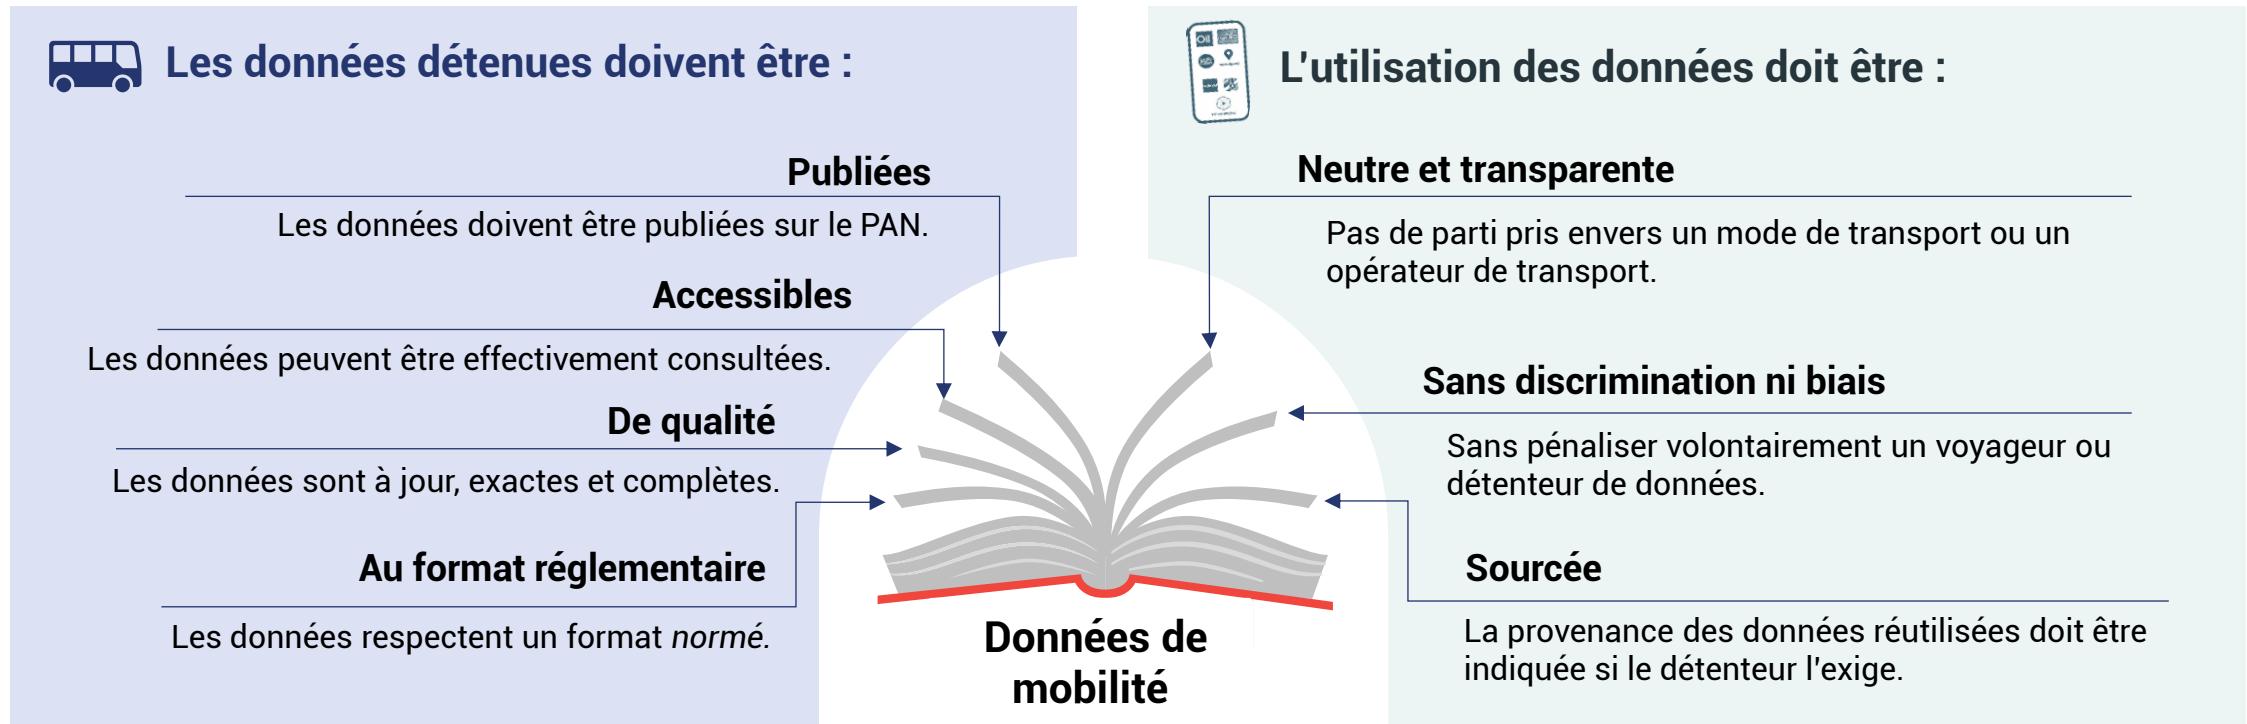 Les données détenues doivent être :
Publiées
Les données doivent être publiées sur le PAN.
Accessibles
Les données peuvent être effectivement consultées.
De qualité
Les données sont à jour, exactes et complètes.
Au format réglementaire
Les données respectent un format normé.
Données de
mobilité
L'utilisation des données doit être :
Neutre et transparente
Pas de parti pris envers un mode de transport ou un
opérateur de transport.
Sans discrimination ni biais
Sans pénaliser volontairement un voyageur ou
détenteur de données.
Sourcée
La provenance des données réutilisées doit être
indiquée si le détenteur l'exige.